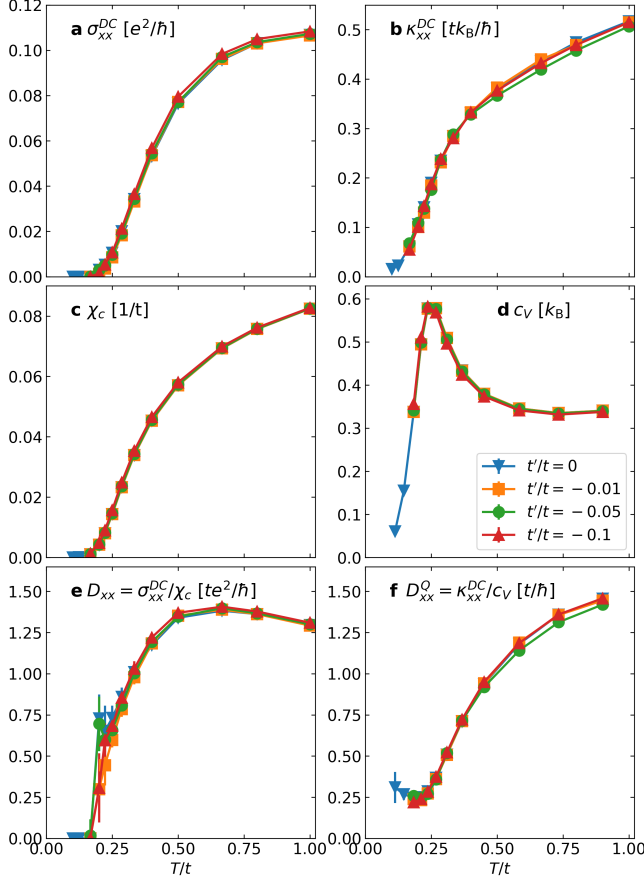 a σ_xx^DC [e²/ħ]
0.12
0.10
0.08
0.06
0.04
0.02
0.00
b κ_xx^DC [tk_B/ħ]
0.5
0.4
0.3
0.2
0.1
0.0
c χ_c [1/t]
0.08
0.06
0.04
0.02
0.00
d c_V [k_B]
0.6
0.5
0.4
0.3
0.2
0.1
0.0
t′/t = 0
t′/t = −0.01
t′/t = −0.05
t′/t = −0.1
e D_xx = σ_xx^DC/χ_c [te²/ħ]
1.50
1.25
1.00
0.75
0.50
0.25
0.00
0.00 0.25 0.50 0.75 1.00
T/t
f D_xx^Q = κ_xx^DC/c_V [t/ħ]
1.50
1.25
1.00
0.75
0.50
0.25
0.00
0.00 0.25 0.50 0.75 1.00
T/t